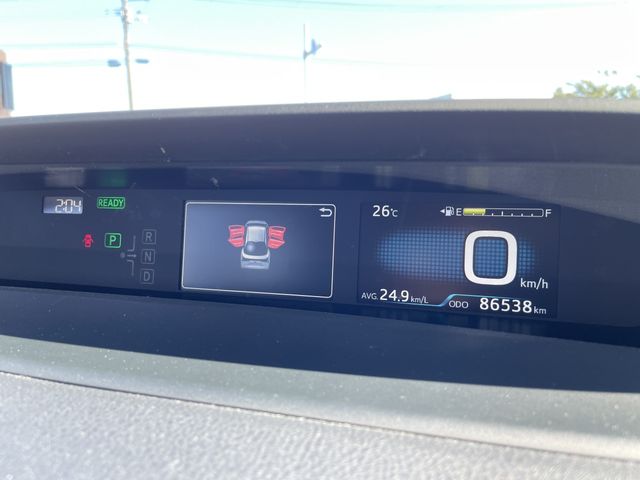 2:04 READY
P R
N
D
26°C E F
0 km/h
AVG. 24.9 km/L ODO 86538 km